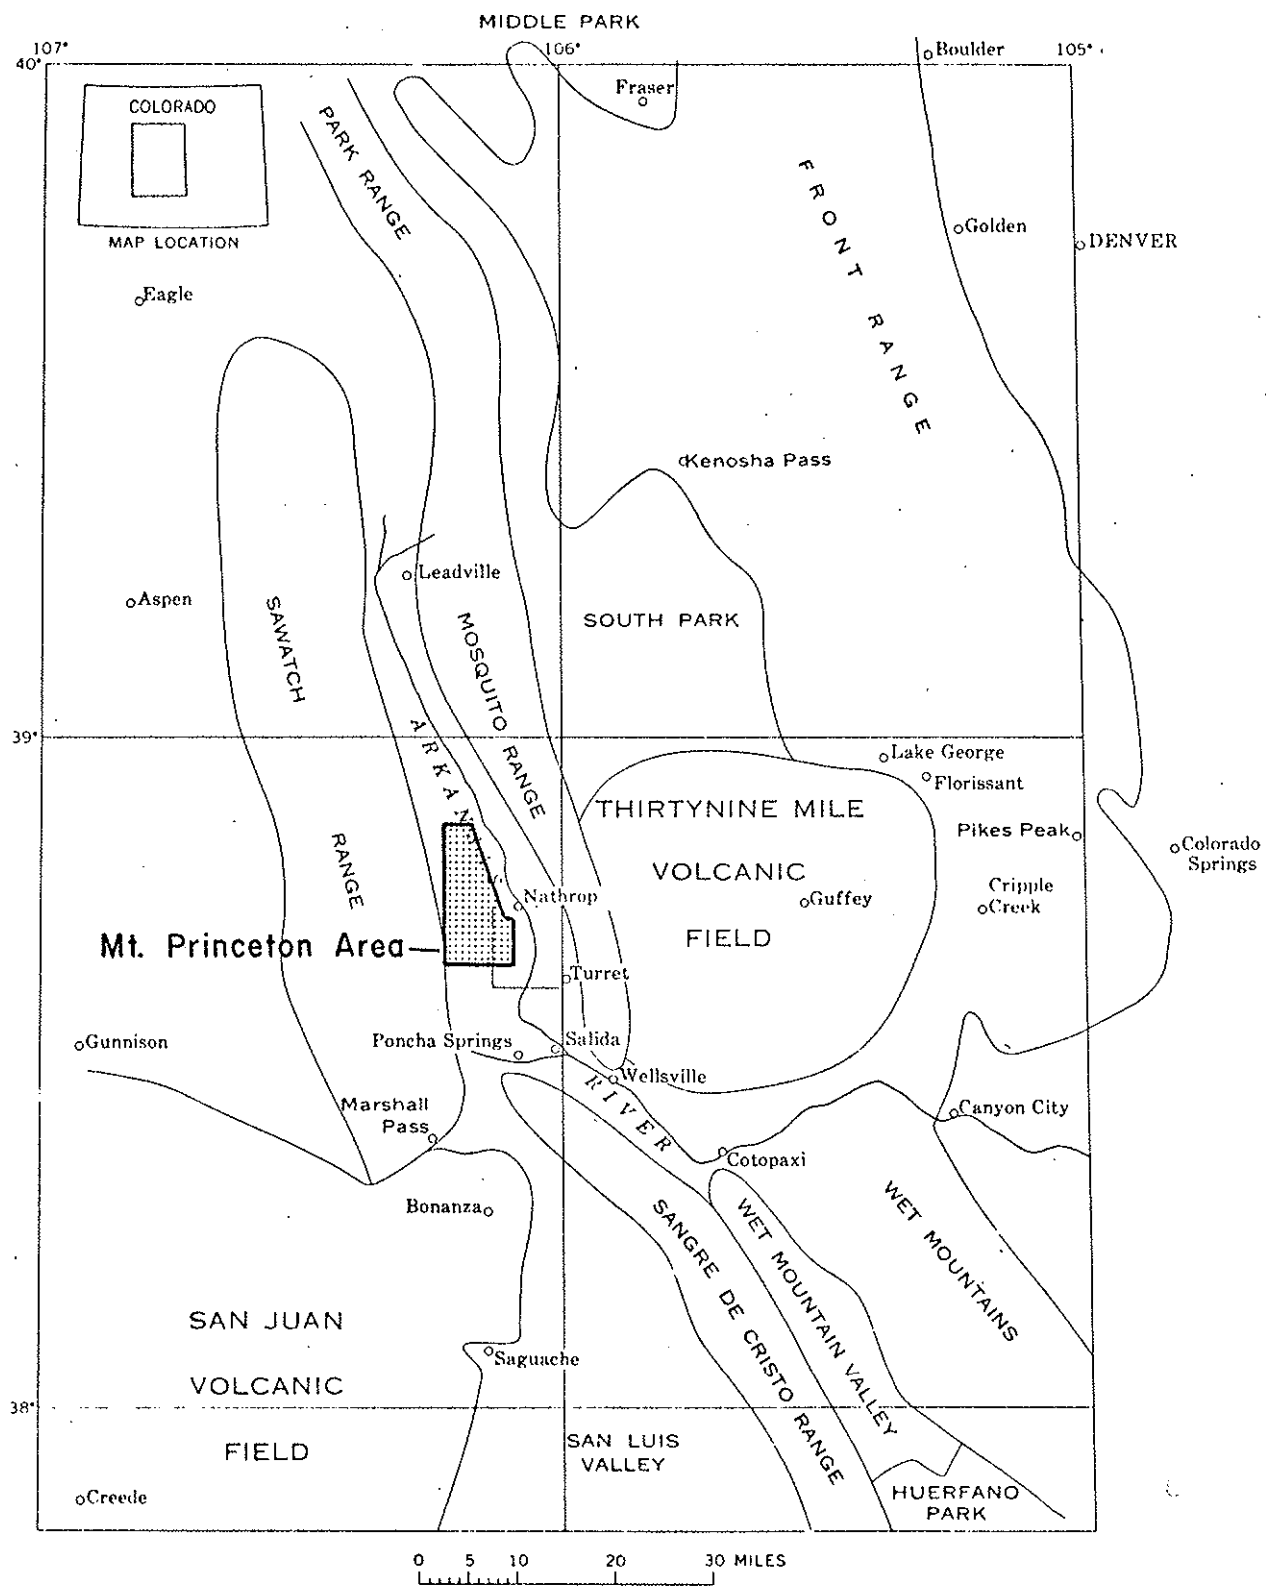 MIDDLE PARK
107°
106°
105°
40°
Boulder
Fraser
COLORADO
MAP LOCATION
PARK RANGE
FRONT RANGE
Golden
DENVER
Eagle
Kenosha Pass
Leadville
Aspen
SAWATCH
RANGE
MOSQUITO RANGE
SOUTH PARK
39°
ARKANSAS
RIVER
Lake George
Florissant
THIRTYNINE MILE
VOLCANIC
FIELD
Pikes Peak
Colorado
Springs
Cripple
Creek
Guffey
Nathrop
Mt. Princeton Area
Turret
Gunnison
Poncha Springs
Salida
Wellsville
Marshall
Pass
Canyon City
Cotopaxi
Bonanza
WET MOUNTAINS
WET MOUNTAIN VALLEY
SANGRE DE CRISTO RANGE
SAN JUAN
VOLCANIC
FIELD
Saguache
38°
SAN LUIS
VALLEY
HUERFANO
PARK
Creede
0 5 10 20 30 MILES